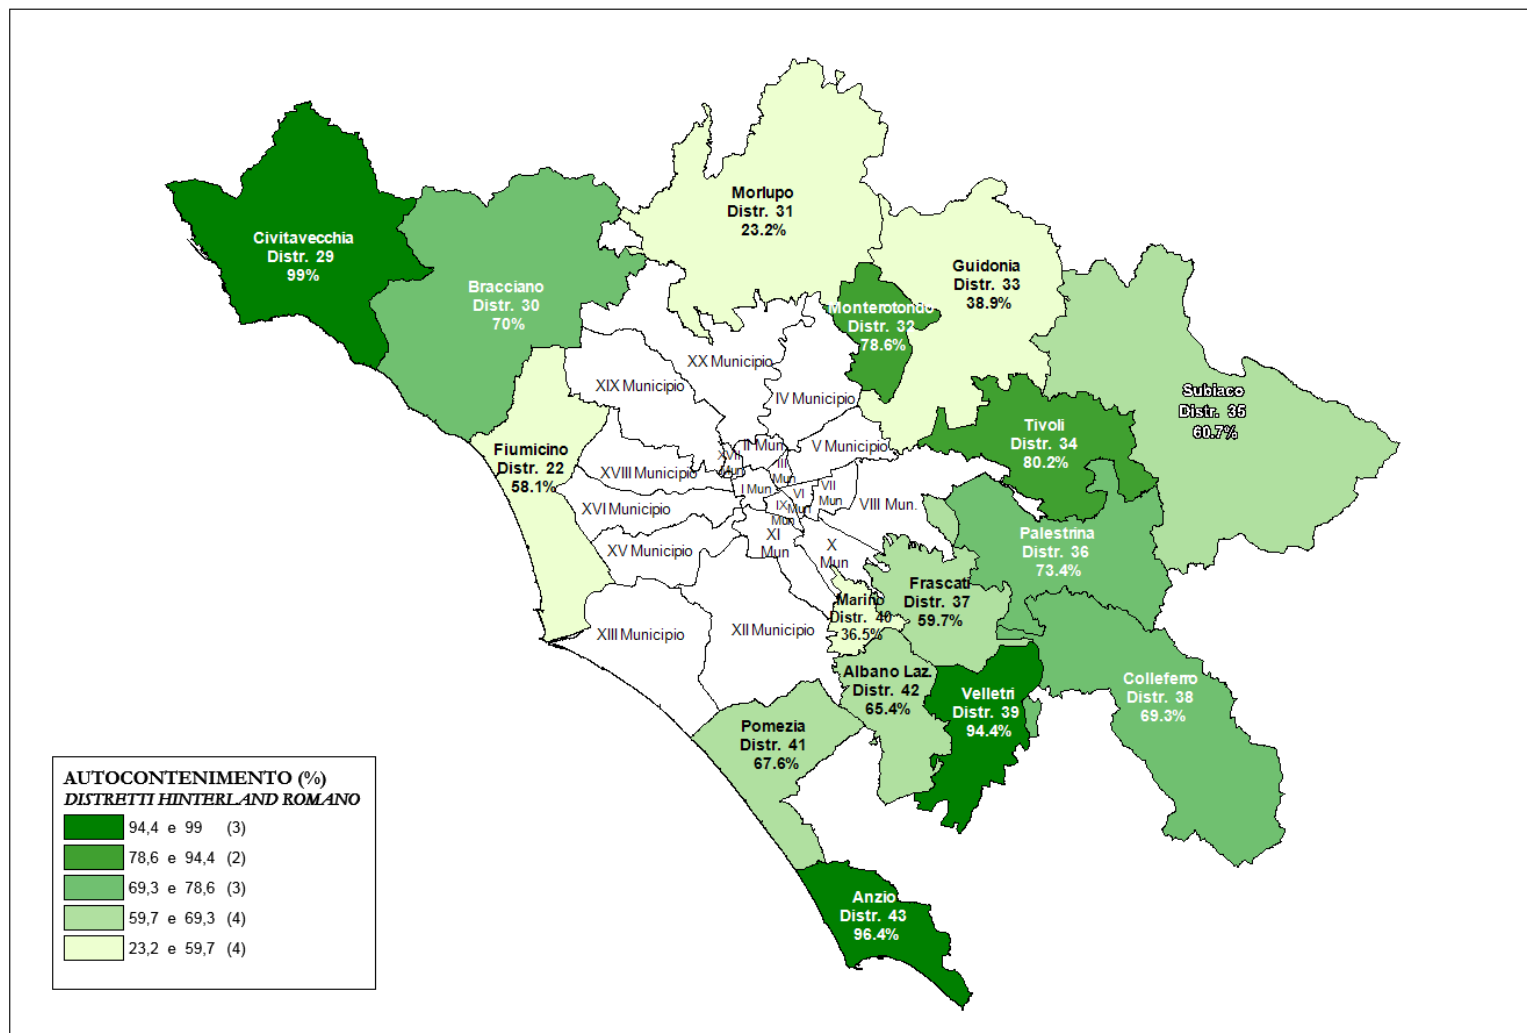 Morlupo
Distr. 31
23.2%
Civitavecchia
Distr. 29
99%
Guidonia
Distr. 33
38.9%
Bracciano
Distr. 30
70%
Monterotondo
Distr. 32
78.6%
XX Municipio
XIX Municipio
IV Municipio
Subiaco
Distr. 35
60.7%
Tivoli
Distr. 34
80.2%
Fiumicino
Distr. 22
58.1%
II Mun.
V Municipio
XVII
Mun
III
Mun
XVIII Municipio
I Mun
VI
Mun
VII
Mun
VIII Mun.
XVI Municipio
IX
Mun
XI
Mun
X
Mun
Palestrina
Distr. 36
73.4%
XV Municipio
Frascati
Distr. 37
59.7%
Marino
Distr. 40
36.5%
XIII Municipio
XII Municipio
Albano Laz.
Distr. 42
65.4%
Velletri
Distr. 39
94.4%
Colleferro
Distr. 38
69.3%
Pomezia
Distr. 41
67.6%
Anzio
Distr. 43
96.4%
AUTOCONTENIMENTO (%)
DISTRETTI HINTERLAND ROMANO
94,4 e 99 (3)
78,6 e 94,4 (2)
69,3 e 78,6 (3)
59,7 e 69,3 (4)
23,2 e 59,7 (4)